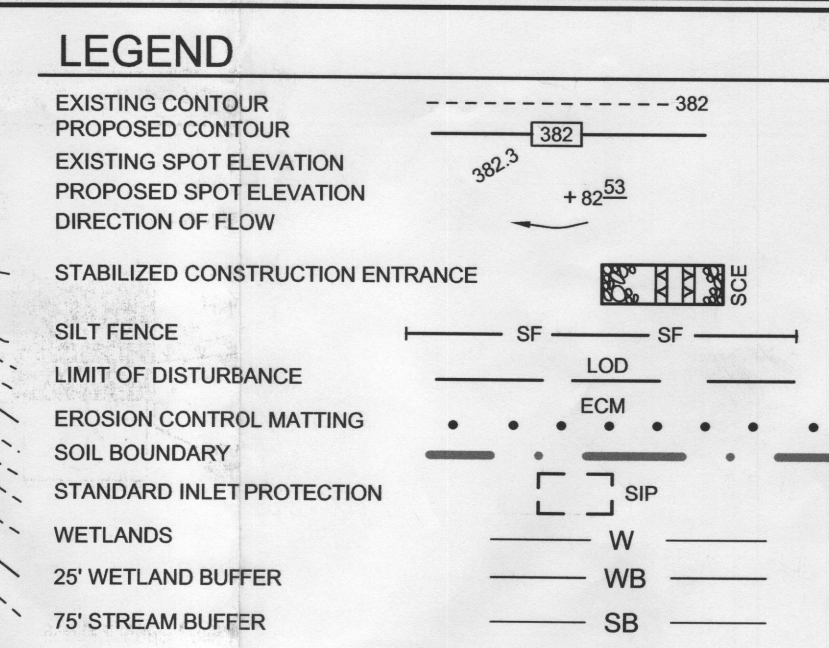 LEGEND
EXISTING CONTOUR 382
PROPOSED CONTOUR 382
EXISTING SPOT ELEVATION 382.3
PROPOSED SPOT ELEVATION +82 53
DIRECTION OF FLOW
STABILIZED CONSTRUCTION ENTRANCE SCE
SILT FENCE SF SF
LIMIT OF DISTURBANCE LOD
EROSION CONTROL MATTING ECM
SOIL BOUNDARY
STANDARD INLET PROTECTION SIP
WETLANDS W
25' WETLAND BUFFER WB
75' STREAM BUFFER SB